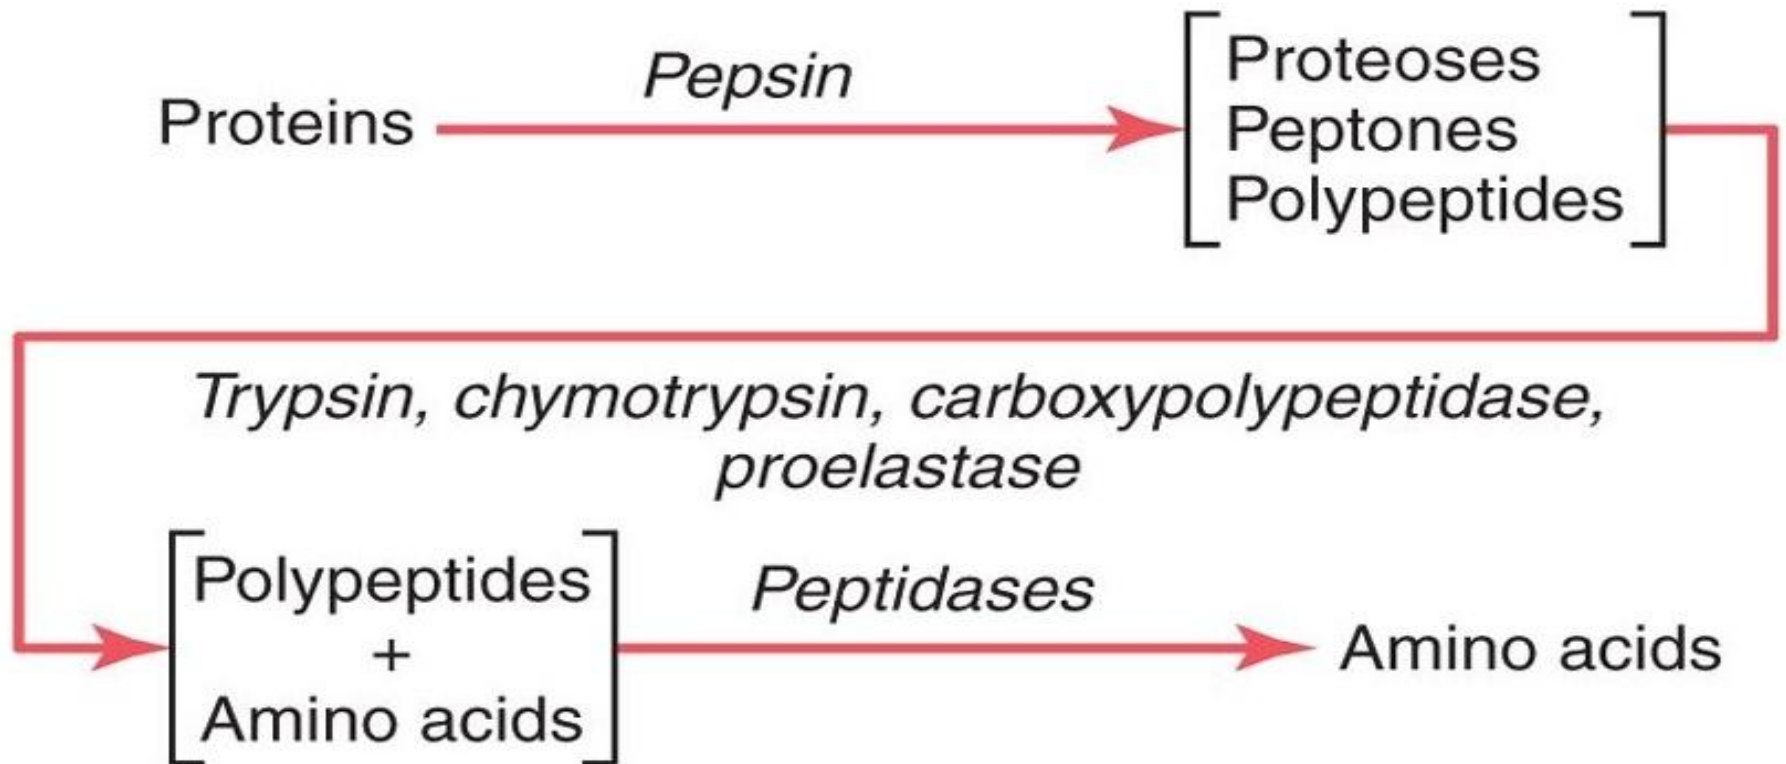 Proteins
Pepsin
Proteoses
Peptones
Polypeptides
Trypsin, chymotrypsin, carboxypolypeptidase,
proelastase
Polypeptides
+
Amino acids
Peptidases
Amino acids